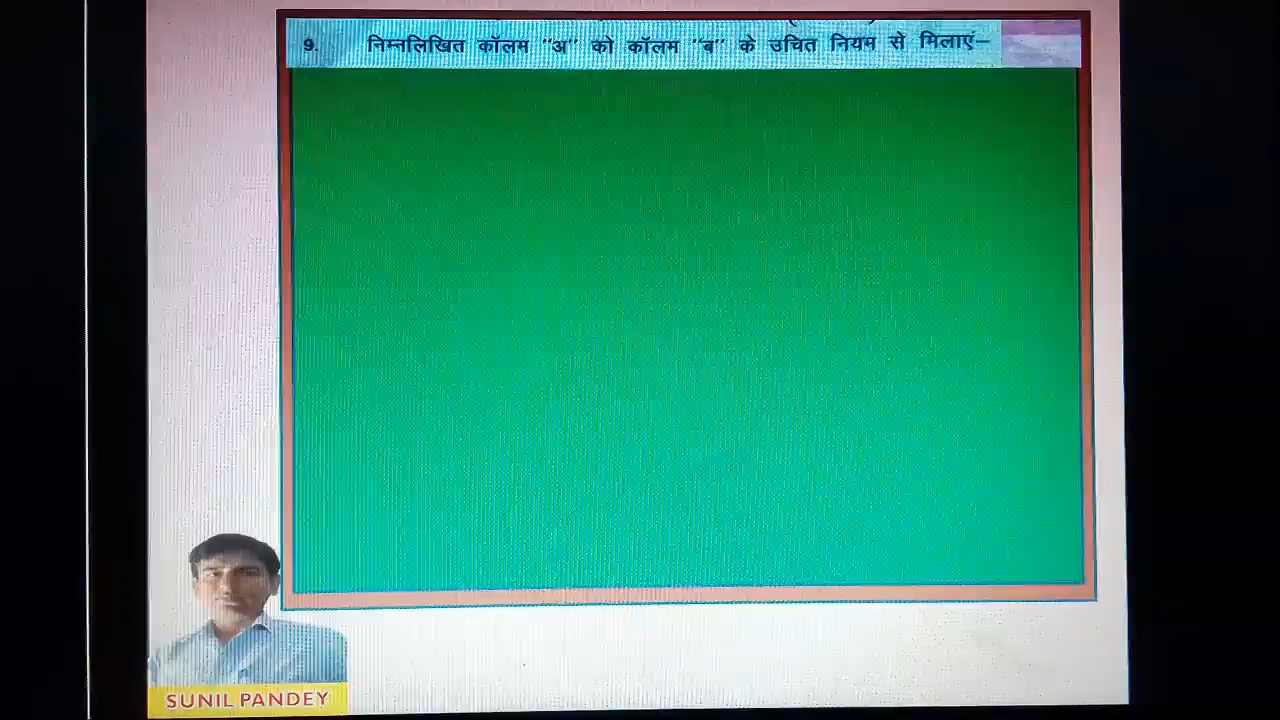 9. निम्नलिखित कॉलम "अ" को कॉलम "ब" के उचित नियम से मिलाएं–
SUNIL PANDEY